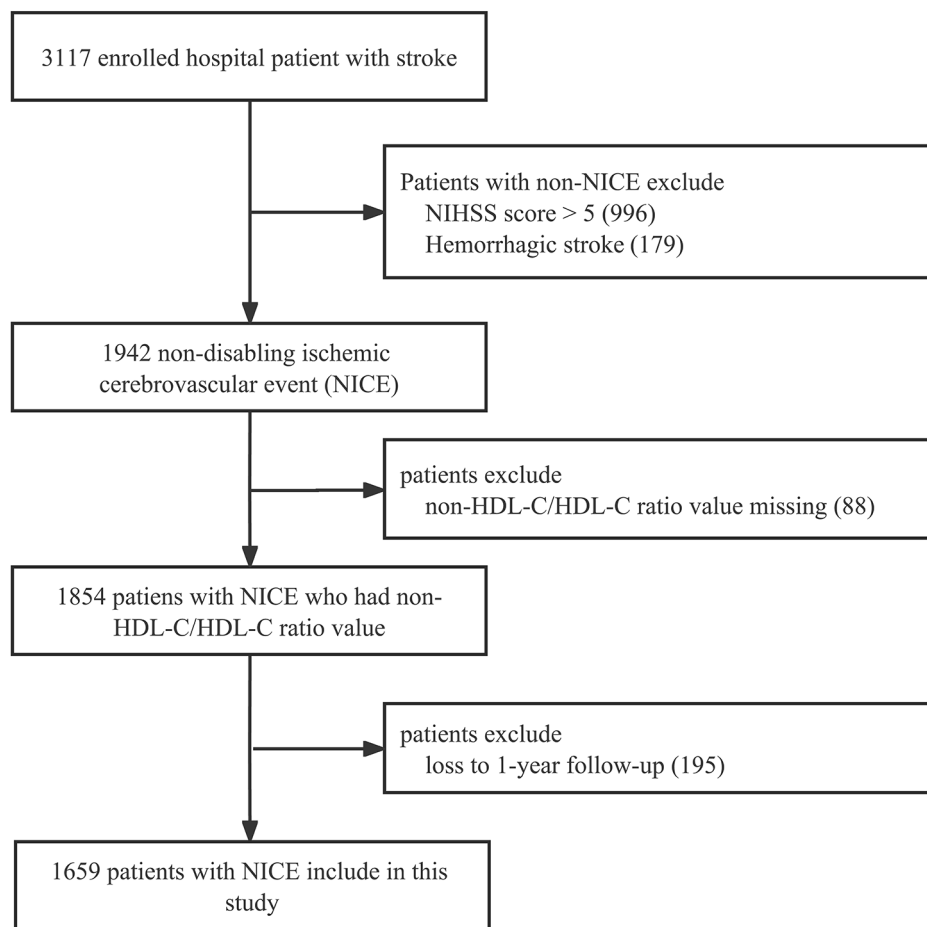 3117 enrolled hospital patient with stroke
Patients with non-NICE exclude
NIHSS score > 5 (996)
Hemorrhagic stroke (179)
1942 non-disabling ischemic
cerebrovascular event (NICE)
patients exclude
non-HDL-C/HDL-C ratio value missing (88)
1854 patiens with NICE who had non-
HDL-C/HDL-C ratio value
patients exclude
loss to 1-year follow-up (195)
1659 patients with NICE include in this
study